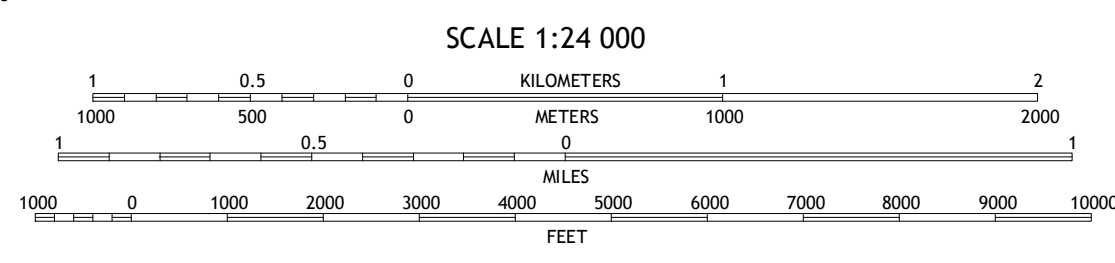 SCALE 1:24 000
1 0.5 0 KILOMETERS 1 2
1000 500 0 METERS 1000 2000
1 0.5 0 1
MILES
1000 0 1000 2000 3000 4000 5000 6000 7000 8000 9000 10000
FEET